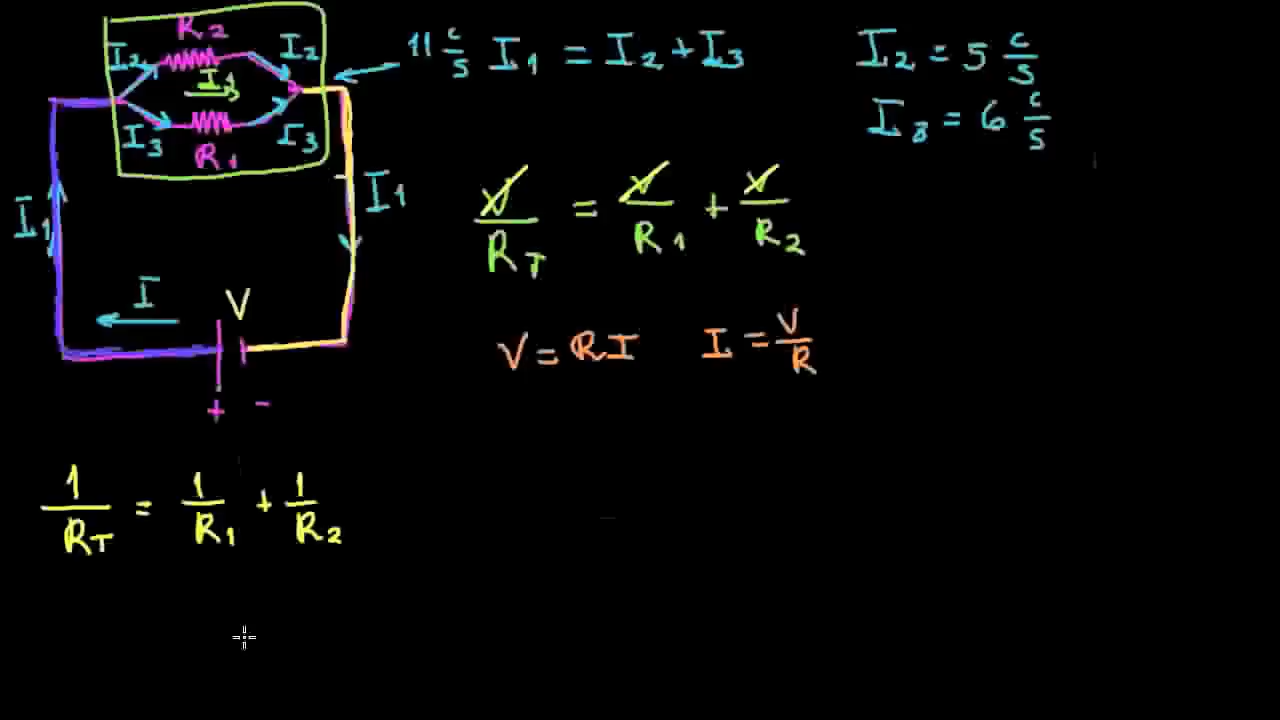 R2
I2 I2
I1
I3 I3
R1
11 c/s I1 = I2 + I3
I2 = 5 c/s
I3 = 6 c/s
V/RT = V/R1 + V/R2
I1 I1
I V
V = RI I = V/R
+ -
1/RT = 1/R1 + 1/R2